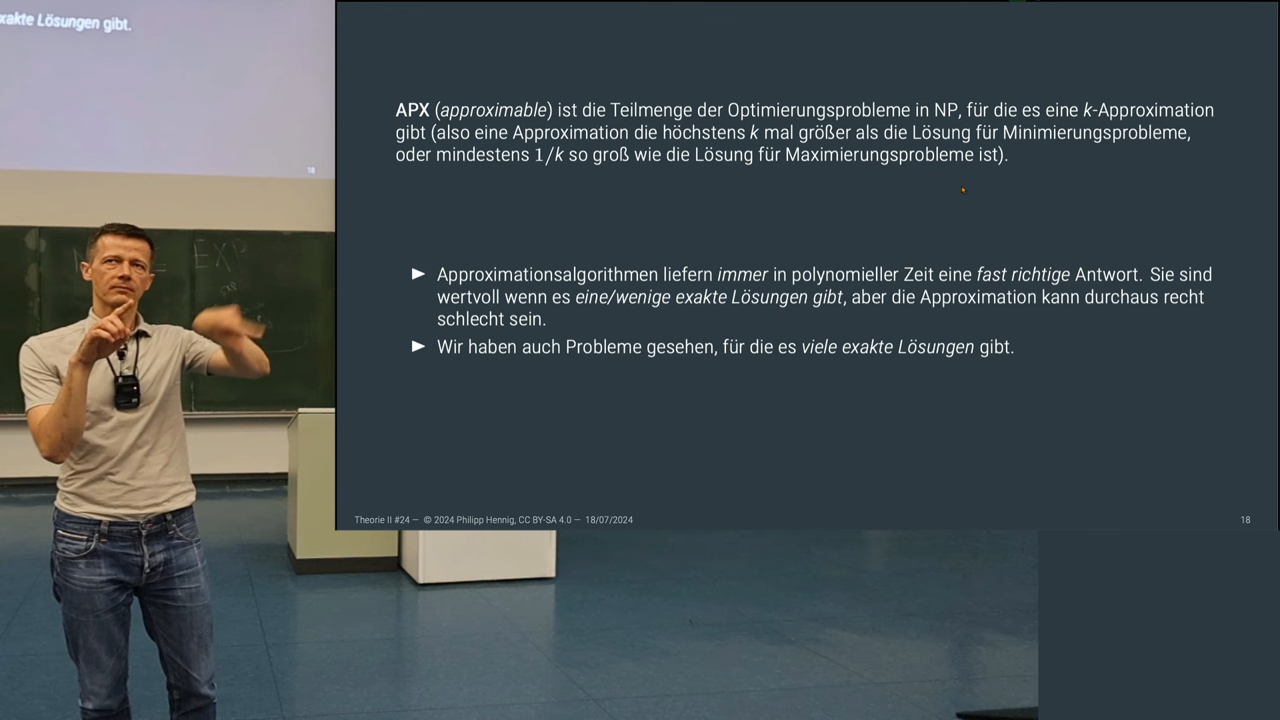 xakte Lösungen gibt.
18
EXP
APX (approximable) ist die Teilmenge der Optimierungsprobleme in NP, für die es eine k-Approximation
gibt (also eine Approximation die höchstens k mal größer als die Lösung für Minimierungsprobleme,
oder mindestens 1/k so groß wie die Lösung für Maximierungsprobleme ist).
► Approximationsalgorithmen liefern immer in polynomieller Zeit eine fast richtige Antwort. Sie sind
wertvoll wenn es eine/wenige exakte Lösungen gibt, aber die Approximation kann durchaus recht
schlecht sein.
► Wir haben auch Probleme gesehen, für die es viele exakte Lösungen gibt.
Theorie II #24 — © 2024 Philipp Hennig, CC BY-SA 4.0 — 18/07/2024
18